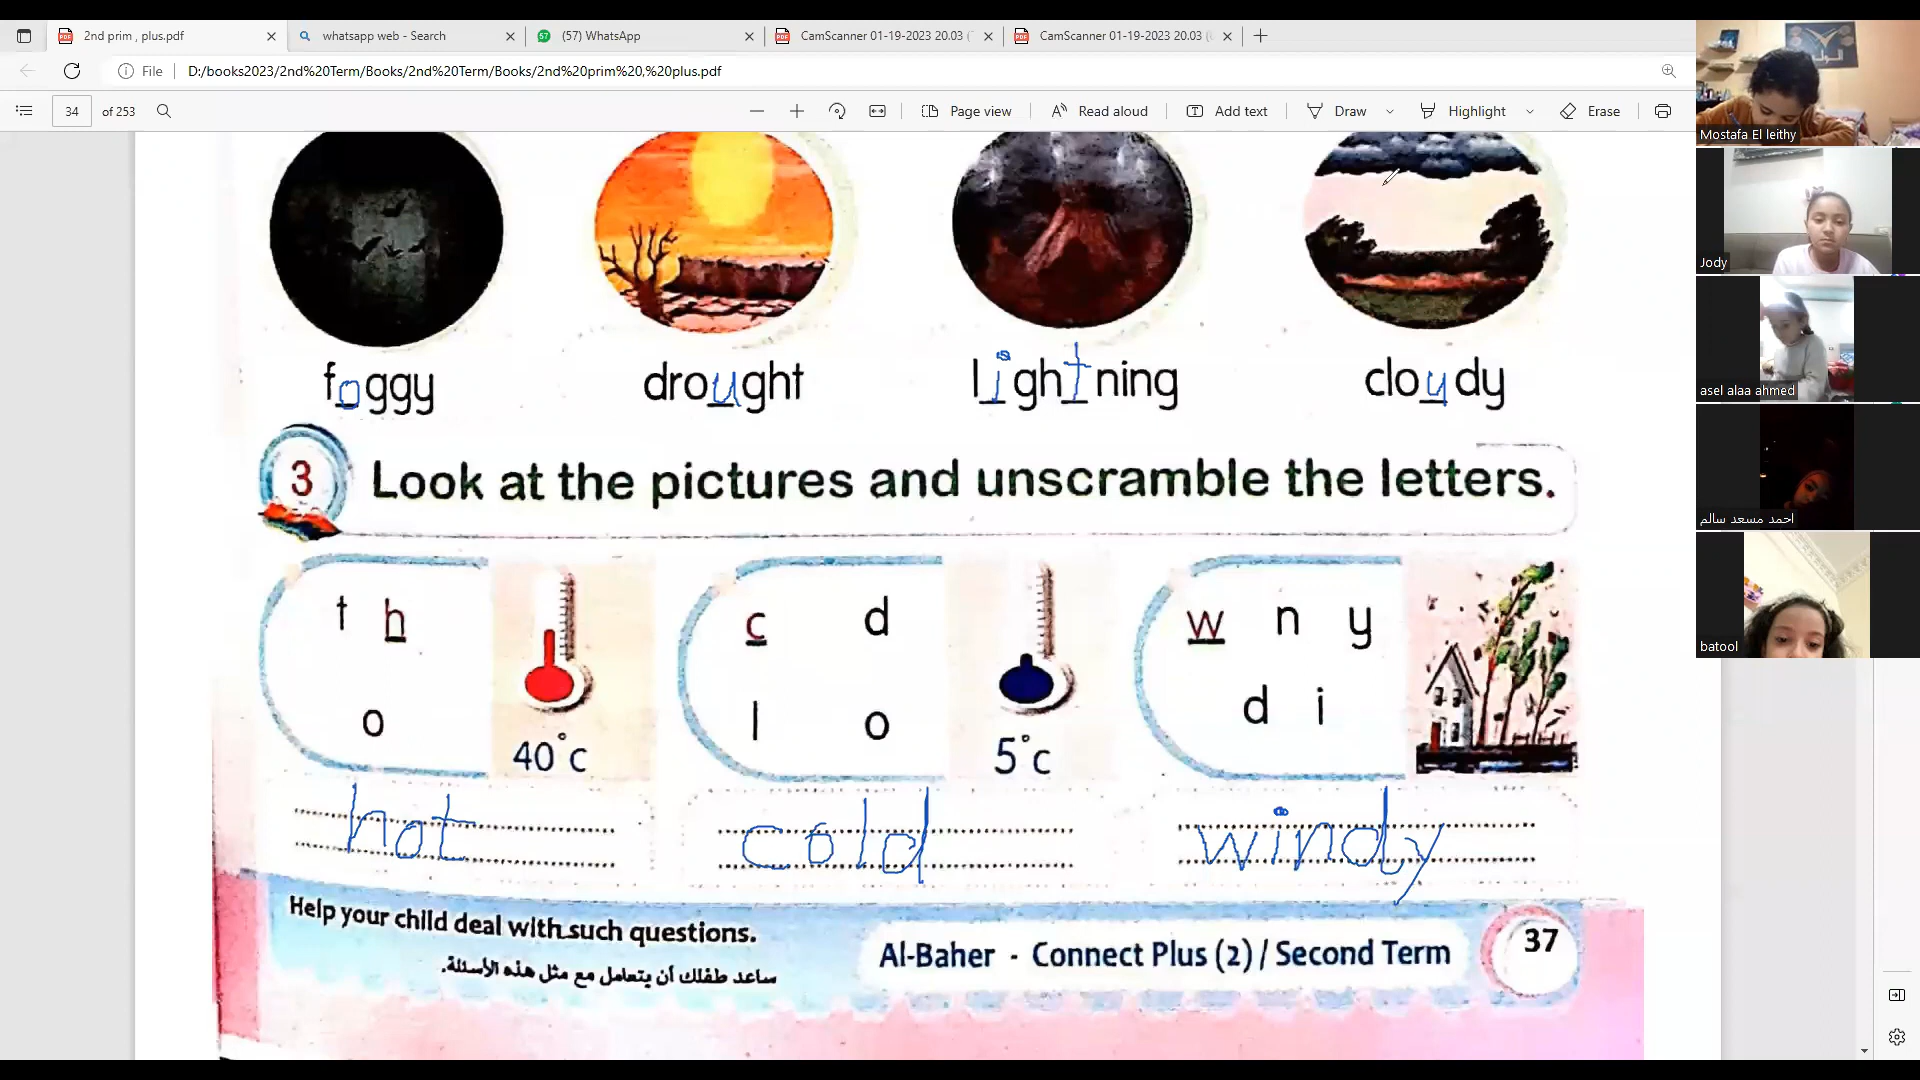 2nd prim , plus.pdf
whatsapp web - Search
57
(57) WhatsApp
CamScanner 01-19-2023 20.03
CamScanner 01-19-2023 20.03
File
D:/books2023/2nd%20Term/Books/2nd%20Term/Books/2nd%20prim%20,%20plus.pdf
34 of 253
Page view
Read aloud
Add text
Draw
Highlight
Erase
Mostafa El leithy
Jody
asel alaa ahmed
احمد مسعد سالم
batool
foggy drought lightning cloudy
3 Look at the pictures and unscramble the letters.
t h
o
40°c
c d
l o
5°c
w n y
d i
hot cold windy
Help your child deal with such questions.
ساعد طفلك أن يتعامل مع مثل هذه الأسئلة.
Al-Baher - Connect Plus (2) / Second Term
37